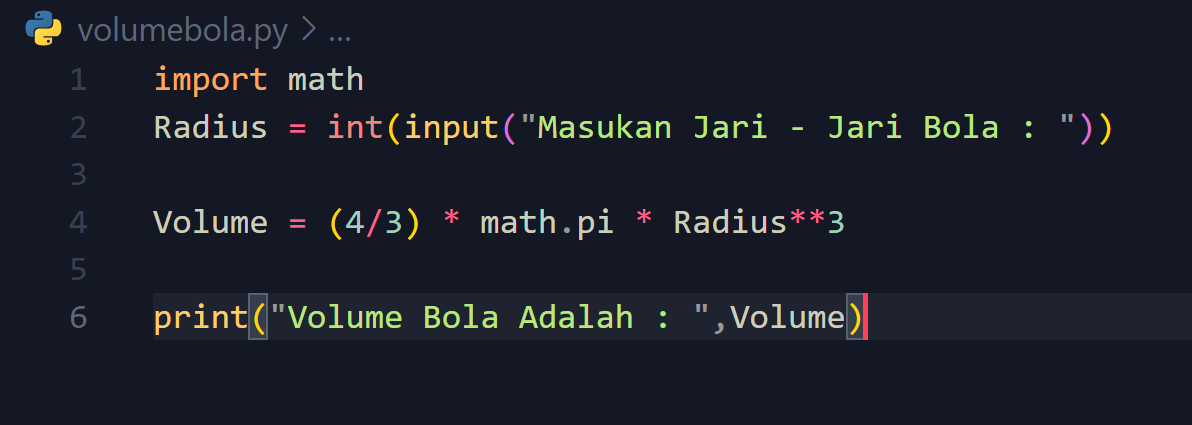 volumebola.py > ...
1 import math
2 Radius = int(input("Masukan Jari - Jari Bola : "))
3
4 Volume = (4/3) * math.pi * Radius**3
5
6 print("Volume Bola Adalah : ",Volume)